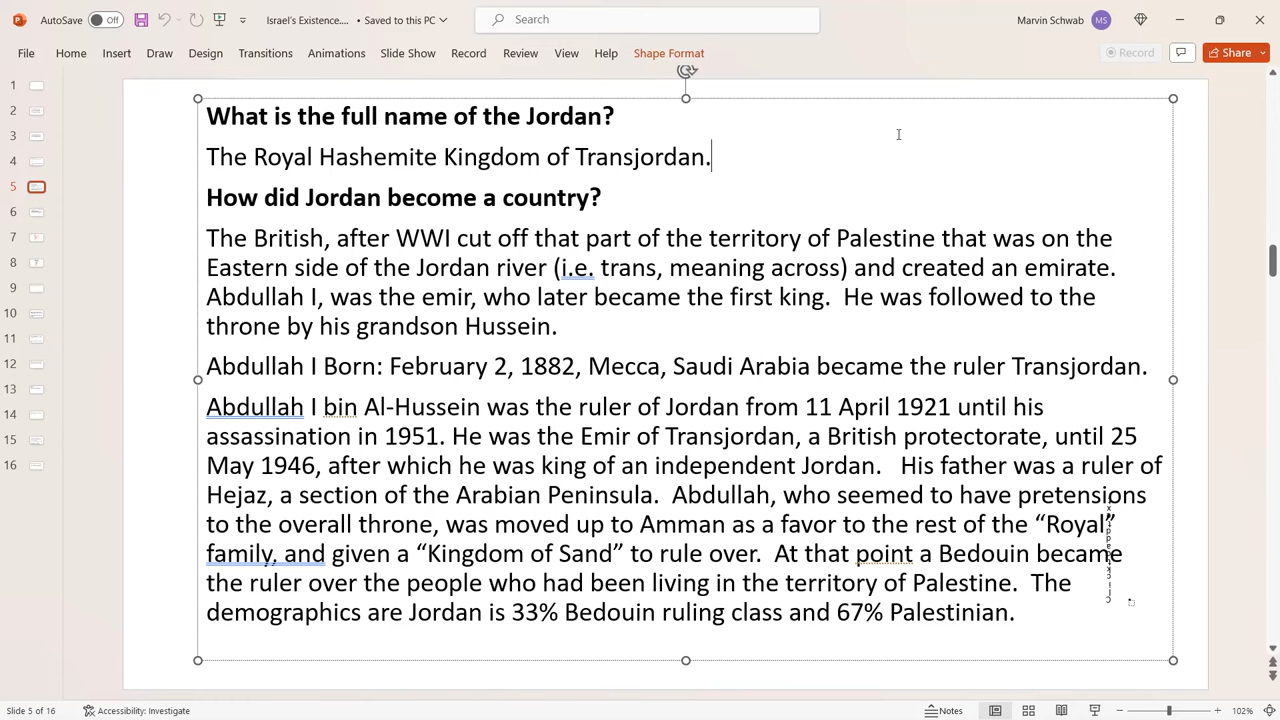 AutoSave Off Israel's Existence.... • Saved to this PC Search Marvin Schwab MS
File Home Insert Draw Design Transitions Animations Slide Show Record Review View Help Shape Format Record Share
1
2
3
4
5
6
7
8
9
10
11
12
13
14
15
16
What is the full name of the Jordan?
The Royal Hashemite Kingdom of Transjordan.
How did Jordan become a country?
The British, after WWI cut off that part of the territory of Palestine that was on the
Eastern side of the Jordan river (i.e. trans, meaning across) and created an emirate.
Abdullah I, was the emir, who later became the first king. He was followed to the
throne by his grandson Hussein.
Abdullah I Born: February 2, 1882, Mecca, Saudi Arabia became the ruler Transjordan.
Abdullah I bin Al-Hussein was the ruler of Jordan from 11 April 1921 until his
assassination in 1951. He was the Emir of Transjordan, a British protectorate, until 25
May 1946, after which he was king of an independent Jordan. His father was a ruler of
Hejaz, a section of the Arabian Peninsula. Abdullah, who seemed to have pretensions
to the overall throne, was moved up to Amman as a favor to the rest of the “Royal”
family, and given a “Kingdom of Sand” to rule over. At that point a Bedouin became
the ruler over the people who had been living in the territory of Palestine. The
demographics are Jordan is 33% Bedouin ruling class and 67% Palestinian.
Slide 5 of 16 Accessibility: Investigate Notes 102%